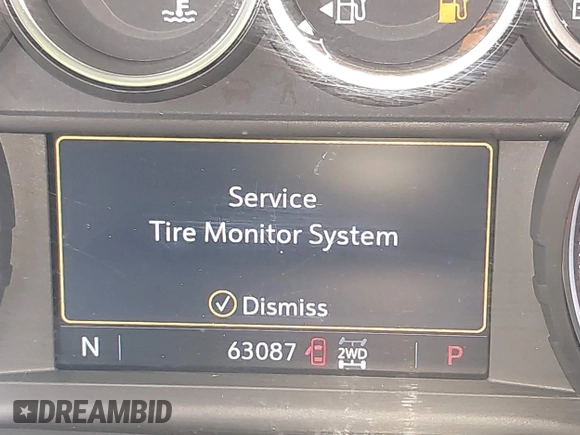 Service
Tire Monitor System
Dismiss
N 63087 2WD P
DREAMBID